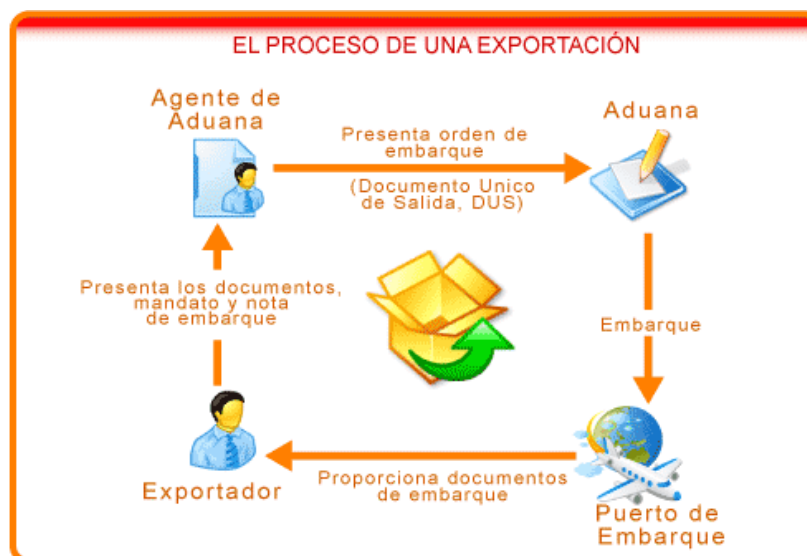 EL PROCESO DE UNA EXPORTACIÓN
Agente de
Aduana
Presenta orden de
embarque
(Documento Unico
de Salida, DUS)
Aduana
Presenta los documentos,
mandato y nota
de embarque
Embarque
Exportador
Proporciona documentos
de embarque
Puerto de
Embarque